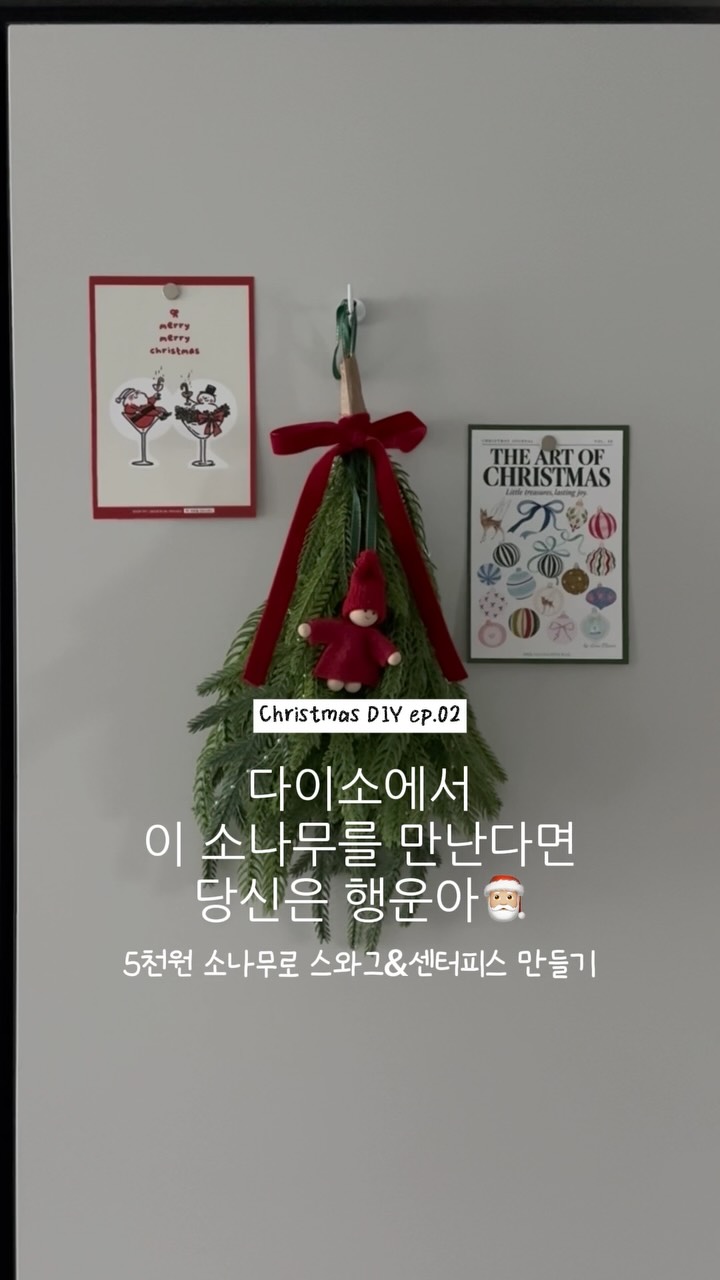 merry
merry
christmas
THE ART OF
CHRISTMAS
Little treasures, lasting joy.
Christmas DIY ep.02
다이소에서
이 소나무를 만난다면
당신은 행운아🎅🏻
5천원 소나무로 스와그&센터피스 만들기